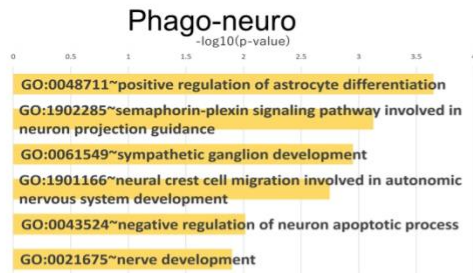 Phago-neuro
-log10(p-value)
0 0.5 1 1.5 2 2.5 3 3.5
GO:0048711~positive regulation of astrocyte differentiation
GO:1902285~semaphorin-plexin signaling pathway involved in
neuron projection guidance
GO:0061549~sympathetic ganglion development
GO:1901166~neural crest cell migration involved in autonomic
nervous system development
GO:0043524~negative regulation of neuron apoptotic process
GO:0021675~nerve development